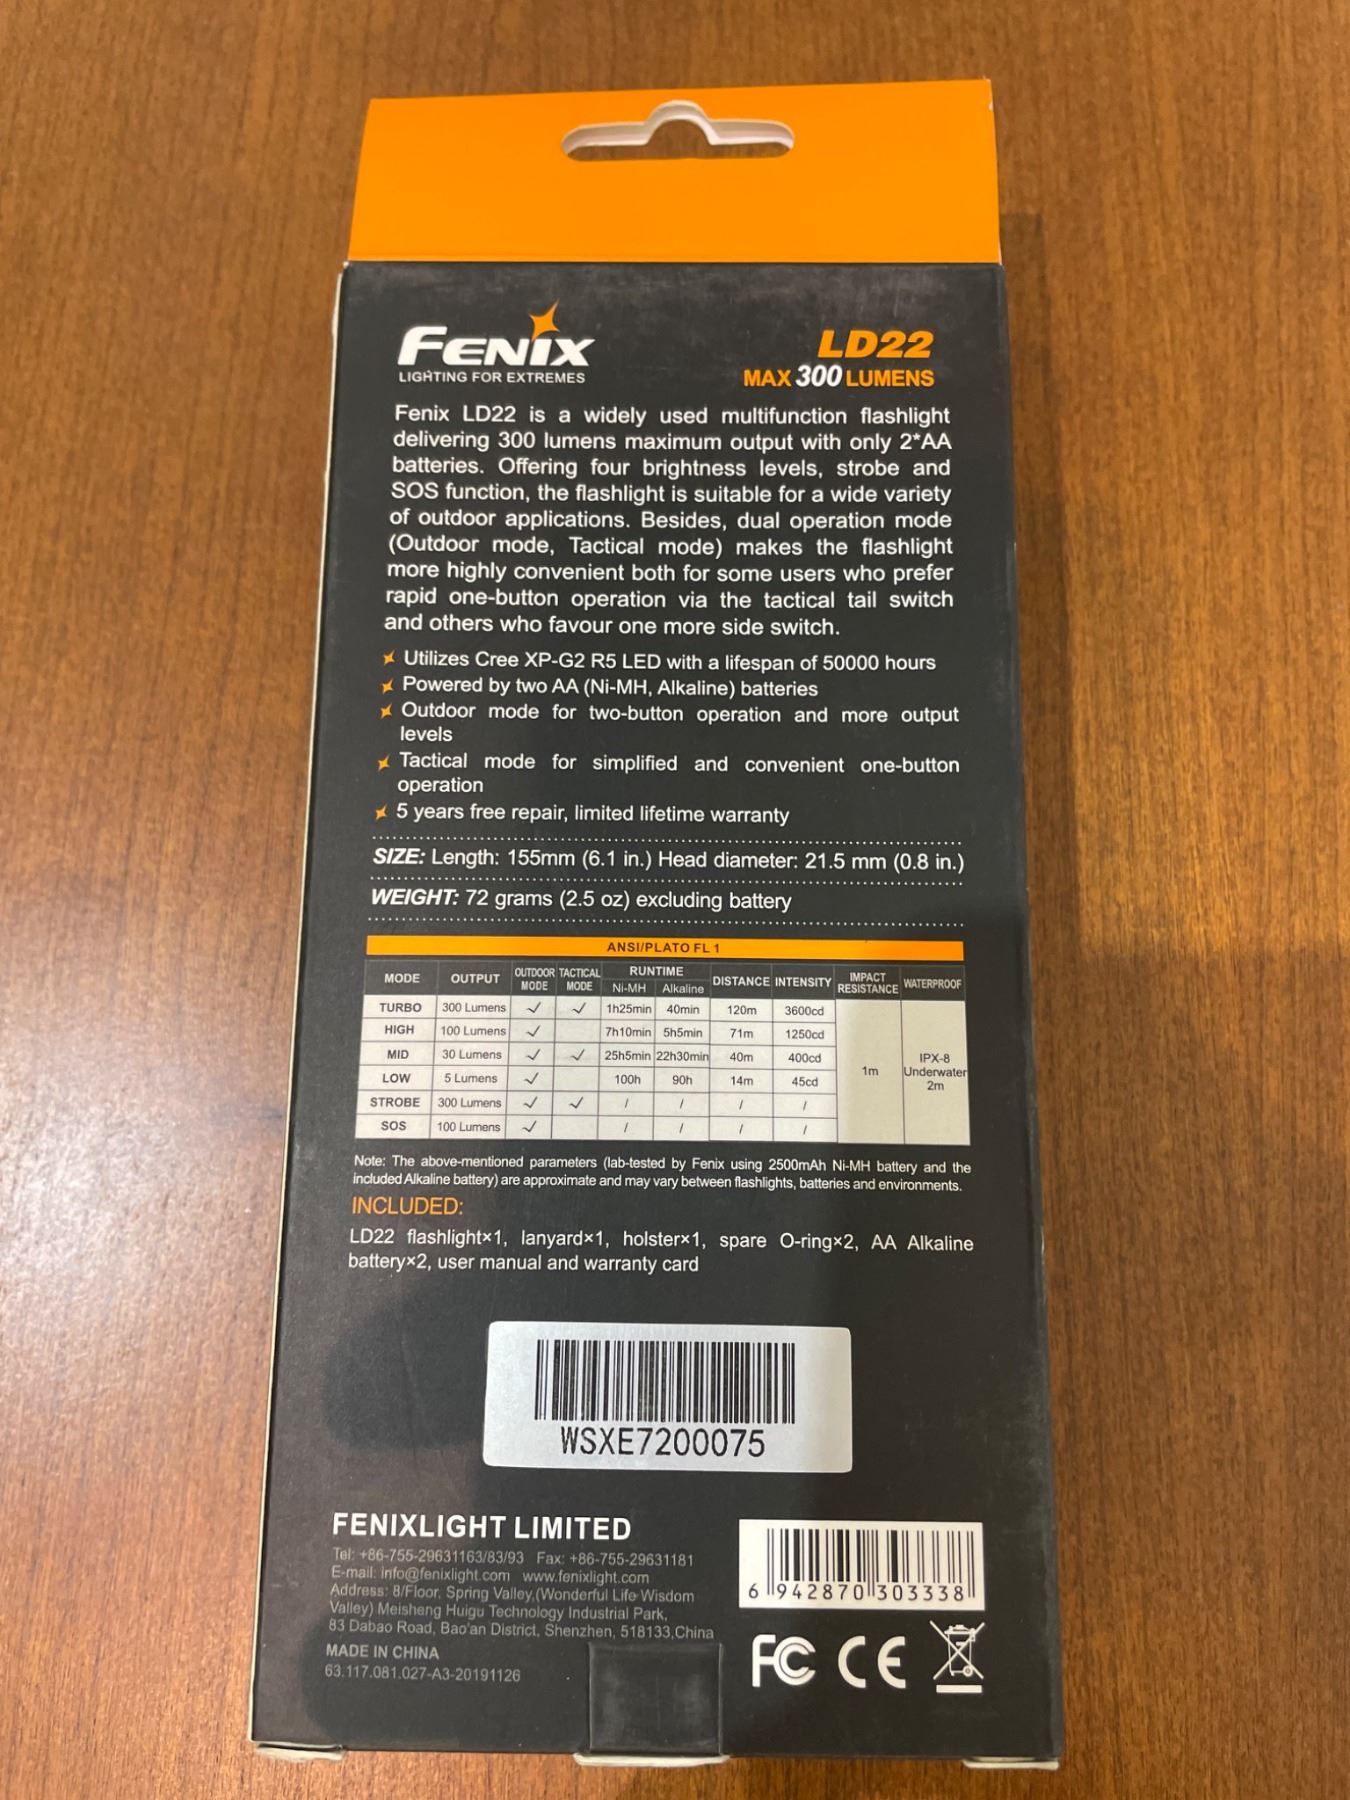 FENIX
LIGHTING FOR EXTREMES
LD22
MAX 300 LUMENS
Fenix LD22 is a widely used multifunction flashlight
delivering 300 lumens maximum output with only 2*AA
batteries. Offering four brightness levels, strobe and
SOS function, the flashlight is suitable for a wide variety
of outdoor applications. Besides, dual operation mode
(Outdoor mode, Tactical mode) makes the flashlight
more highly convenient both for some users who prefer
rapid one-button operation via the tactical tail switch
and others who favour one more side switch.
Utilizes Cree XP-G2 R5 LED with a lifespan of 50000 hours
Powered by two AA (Ni-MH, Alkaline) batteries
Outdoor mode for two-button operation and more output
levels
Tactical mode for simplified and convenient one-button
operation
5 years free repair, limited lifetime warranty
SIZE: Length: 155mm (6.1 in.) Head diameter: 21.5 mm (0.8 in.)
WEIGHT: 72 grams (2.5 oz) excluding battery
ANSI/PLATO FL 1
MODE OUTPUT OUTDOOR MODE TACTICAL MODE RUNTIME Ni-MH Alkaline DISTANCE INTENSITY IMPACT RESISTANCE WATERPROOF
TURBO 300 Lumens ✓ ✓ 1h25min 40min 120m 3600cd
HIGH 100 Lumens ✓ 7h10min 5h5min 71m 1250cd
MID 30 Lumens ✓ ✓ 25h5min 22h30min 40m 400cd
LOW 5 Lumens ✓ 100h 90h 14m 45cd
STROBE 300 Lumens ✓ ✓ / / / /
SOS 100 Lumens ✓ / / / /
1m
IPX-8
Underwater
2m
Note: The above-mentioned parameters (lab-tested by Fenix using 2500mAh Ni-MH battery and the
included Alkaline battery) are approximate and may vary between flashlights, batteries and environments.
INCLUDED:
LD22 flashlight×1, lanyard×1, holster×1, spare O-ring×2, AA Alkaline
battery×2, user manual and warranty card
WSXE7200075
FENIXLIGHT LIMITED
Tel: +86-755-29631163/83/93 Fax: +86-755-29631181
E-mail: info@fenixlight.com www.fenixlight.com
Address: 8/Floor, Spring Valley,(Wonderful Life Wisdom
Valley) Meisheng Huigu Technology Industrial Park,
83 Dabao Road, Bao'an District, Shenzhen, 518133,China
MADE IN CHINA
63.117.081.027-A3-20191126
6 942870 303338
FC CE